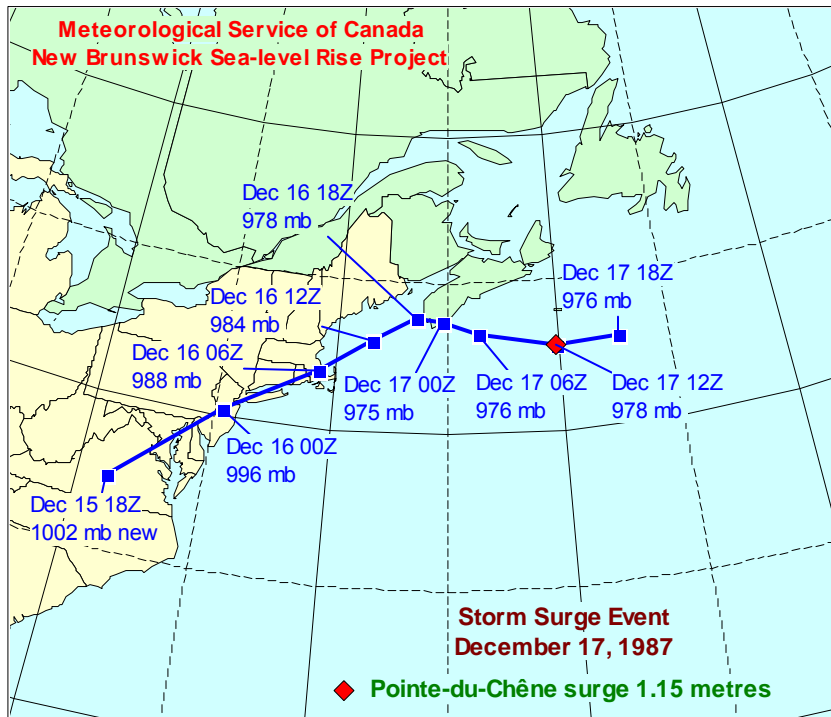 Meteorological Service of Canada
New Brunswick Sea-level Rise Project
Dec 16 18Z
978 mb
Dec 17 18Z
976 mb
Dec 16 12Z
984 mb
Dec 16 06Z
988 mb
Dec 17 00Z
975 mb
Dec 17 06Z
976 mb
Dec 17 12Z
978 mb
Dec 16 00Z
996 mb
Dec 15 18Z
1002 mb new
Storm Surge Event
December 17, 1987
Pointe-du-Chêne surge 1.15 metres